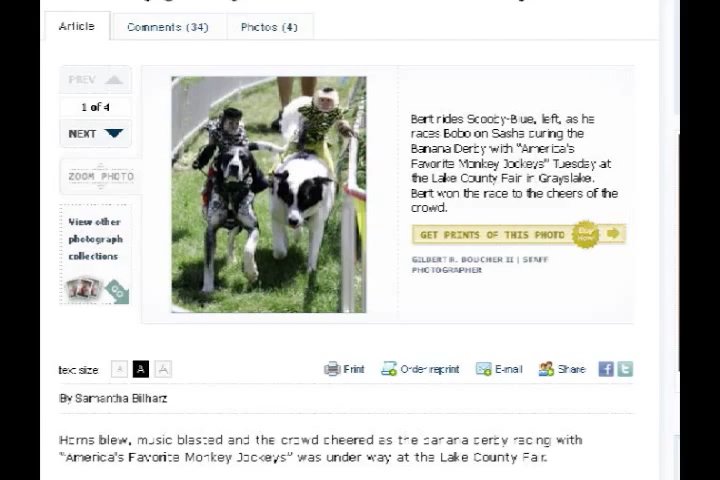 Article
Comments (34)
Photos (4)
PREV
1 of 4
NEXT
ZOOM PHOTO
View other
photograph
collections
GO
Bert rides Scooby-Blue, left, as he
races Bobo on Sasha during the
Banana Derby with "America's
Favorite Monkey Jockeys" Tuesday at
the Lake County Fair in Grayslake.
Bert won the race to the cheers of the
crowd.
GET PRINTS OF THIS PHOTO
Buy
Now!
GILBERT R. BOUCHER II | STAFF
PHOTOGRAPHER
text size: A A A
Print
Order reprint
E-mail
Share
f t
By Samantha Bilharz
Horns blew, music blasted and the crowd cheered as the banana derby racing with
"America's Favorite Monkey Jockeys" was under way at the Lake County Fair.